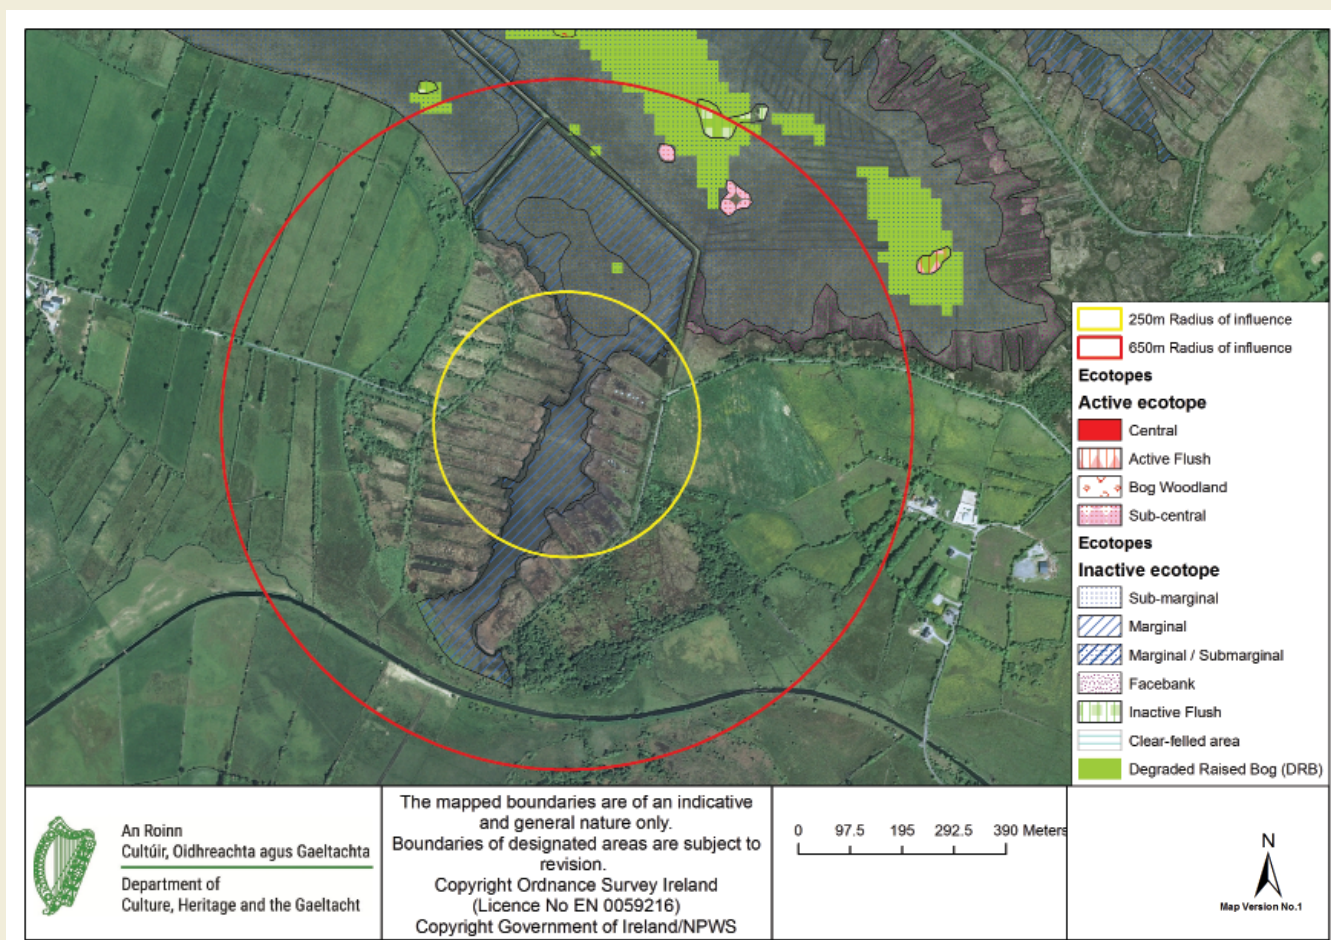 250m Radius of influence
650m Radius of influence
Ecotopes
Active ecotope
Central
Active Flush
Bog Woodland
Sub-central
Ecotopes
Inactive ecotope
Sub-marginal
Marginal
Marginal / Submarginal
Facebank
Inactive Flush
Clear-felled area
Degraded Raised Bog (DRB)
An Roinn
Cultúir, Oidhreachta agus Gaeltachta
Department of
Culture, Heritage and the Gaeltacht
The mapped boundaries are of an indicative
and general nature only.
Boundaries of designated areas are subject to
revision.
Copyright Ordnance Survey Ireland
(Licence No EN 0059216)
Copyright Government of Ireland/NPWS
0 97.5 195 292.5 390 Meters
N
Map Version No.1